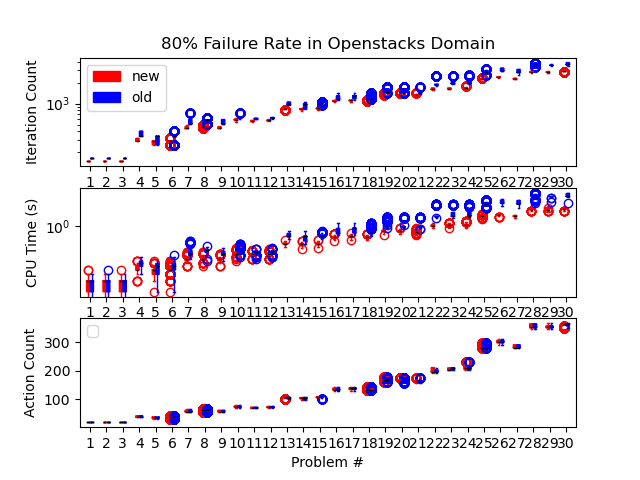 80% Failure Rate in Openstacks Domain
Iteration Count
10³
new
old
1 2 3 4 5 6 7 8 9 10 11 12 13 14 15 16 17 18 19 20 21 22 23 24 25 26 27 28 29 30
CPU Time (s)
10⁰
1 2 3 4 5 6 7 8 9 10 11 12 13 14 15 16 17 18 19 20 21 22 23 24 25 26 27 28 29 30
Action Count
300
200
100
1 2 3 4 5 6 7 8 9 10 11 12 13 14 15 16 17 18 19 20 21 22 23 24 25 26 27 28 29 30
Problem #